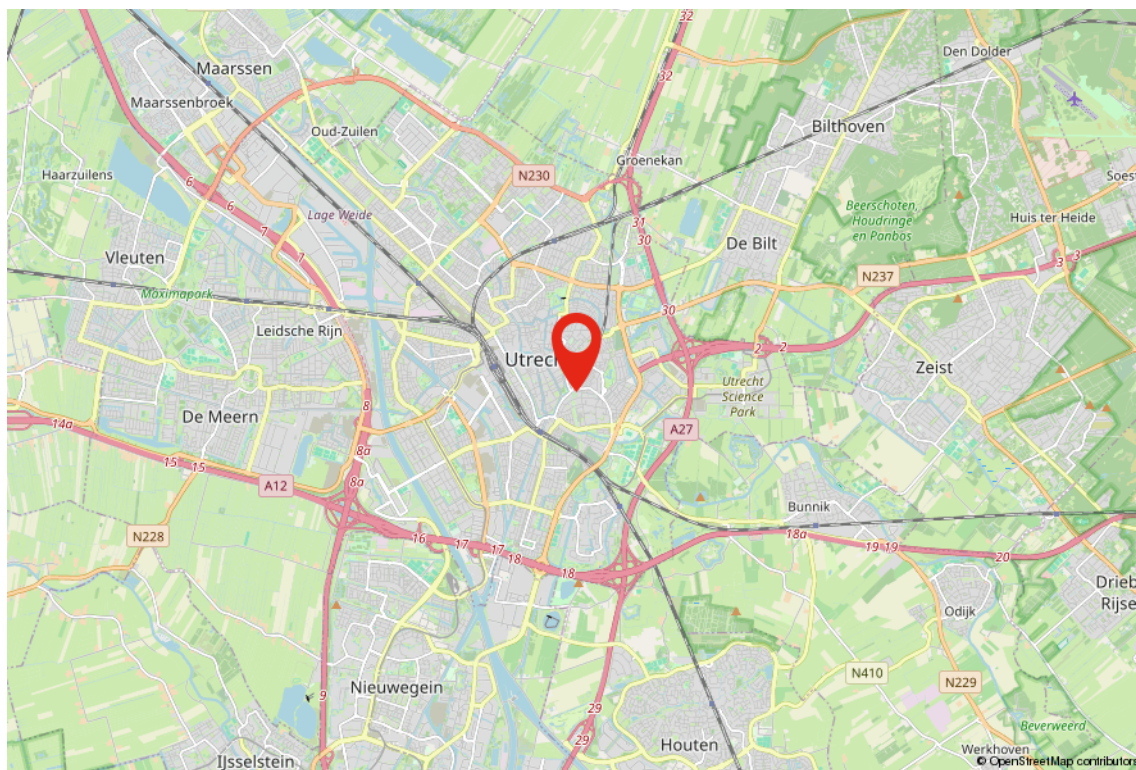 32
Den Dolder
Maarssen
32
Maarssenbroek
Bilthoven
Oud-Zuilen
Groenekan
Haarzuilens
N230
Soest
6
6
Lage Weide
Beerschoten,
Houdringe
en Panbos
31
Huis ter Heide
7
30
De Bilt
7
Vleuten
3
3
N237
Maximapark
30
Leidsche Rijn
2
2
Utrech
Zeist
Utrecht
Science
Park
8
De Meern
14a
A27
8a
15
15
8a
A12
Bunnik
N228
16
17
17
18
18a
19
19
20
18
Drieb
Rijse
Odijk
N410
N229
Nieuwegein
9
29
Beverweerd
29
Houten
Werkhoven
IJsselstein
© OpenStreetMap contributors